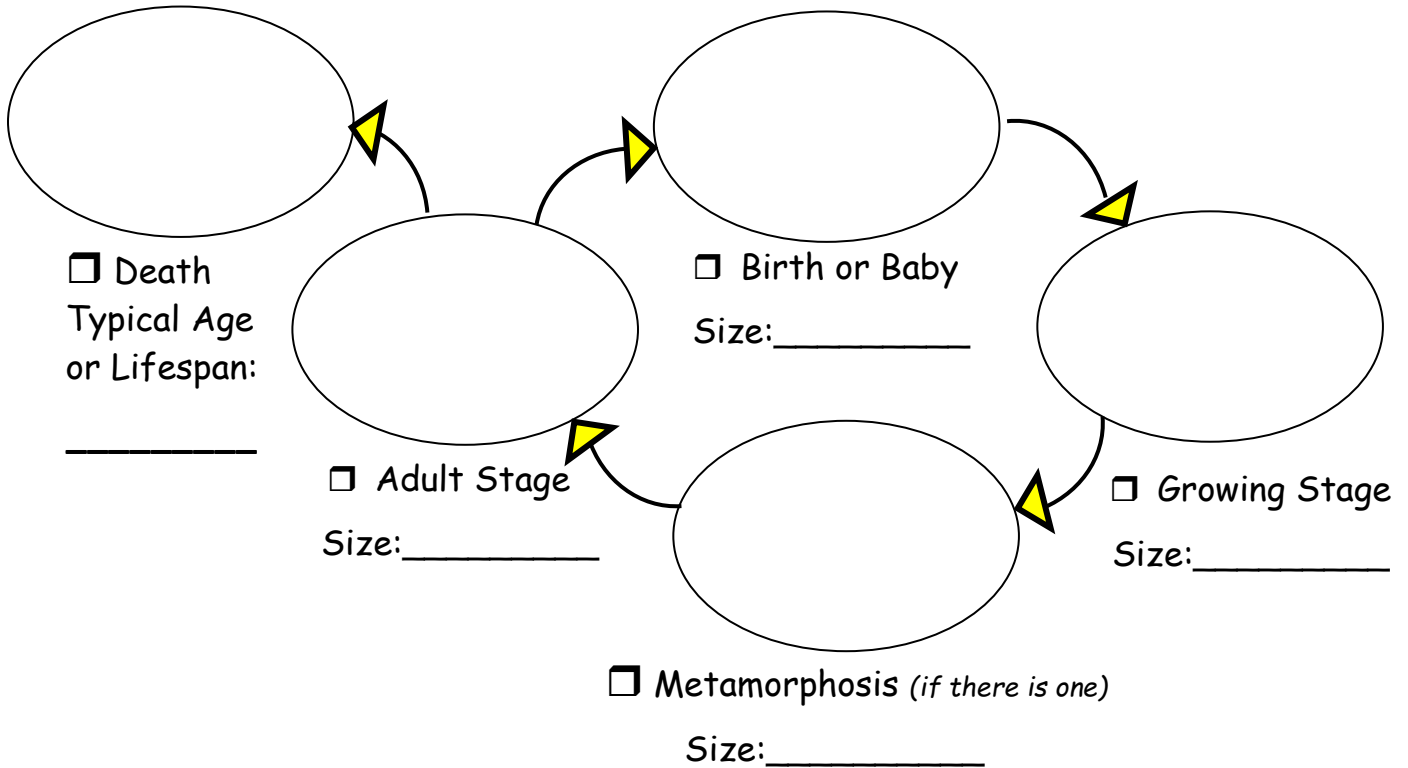 ❒ Death
Typical Age
or Lifespan:
_________
❒ Birth or Baby
Size:_________
❒ Adult Stage
Size:_________
❒ Growing Stage
Size:_________
❒ Metamorphosis (if there is one)
Size:__________